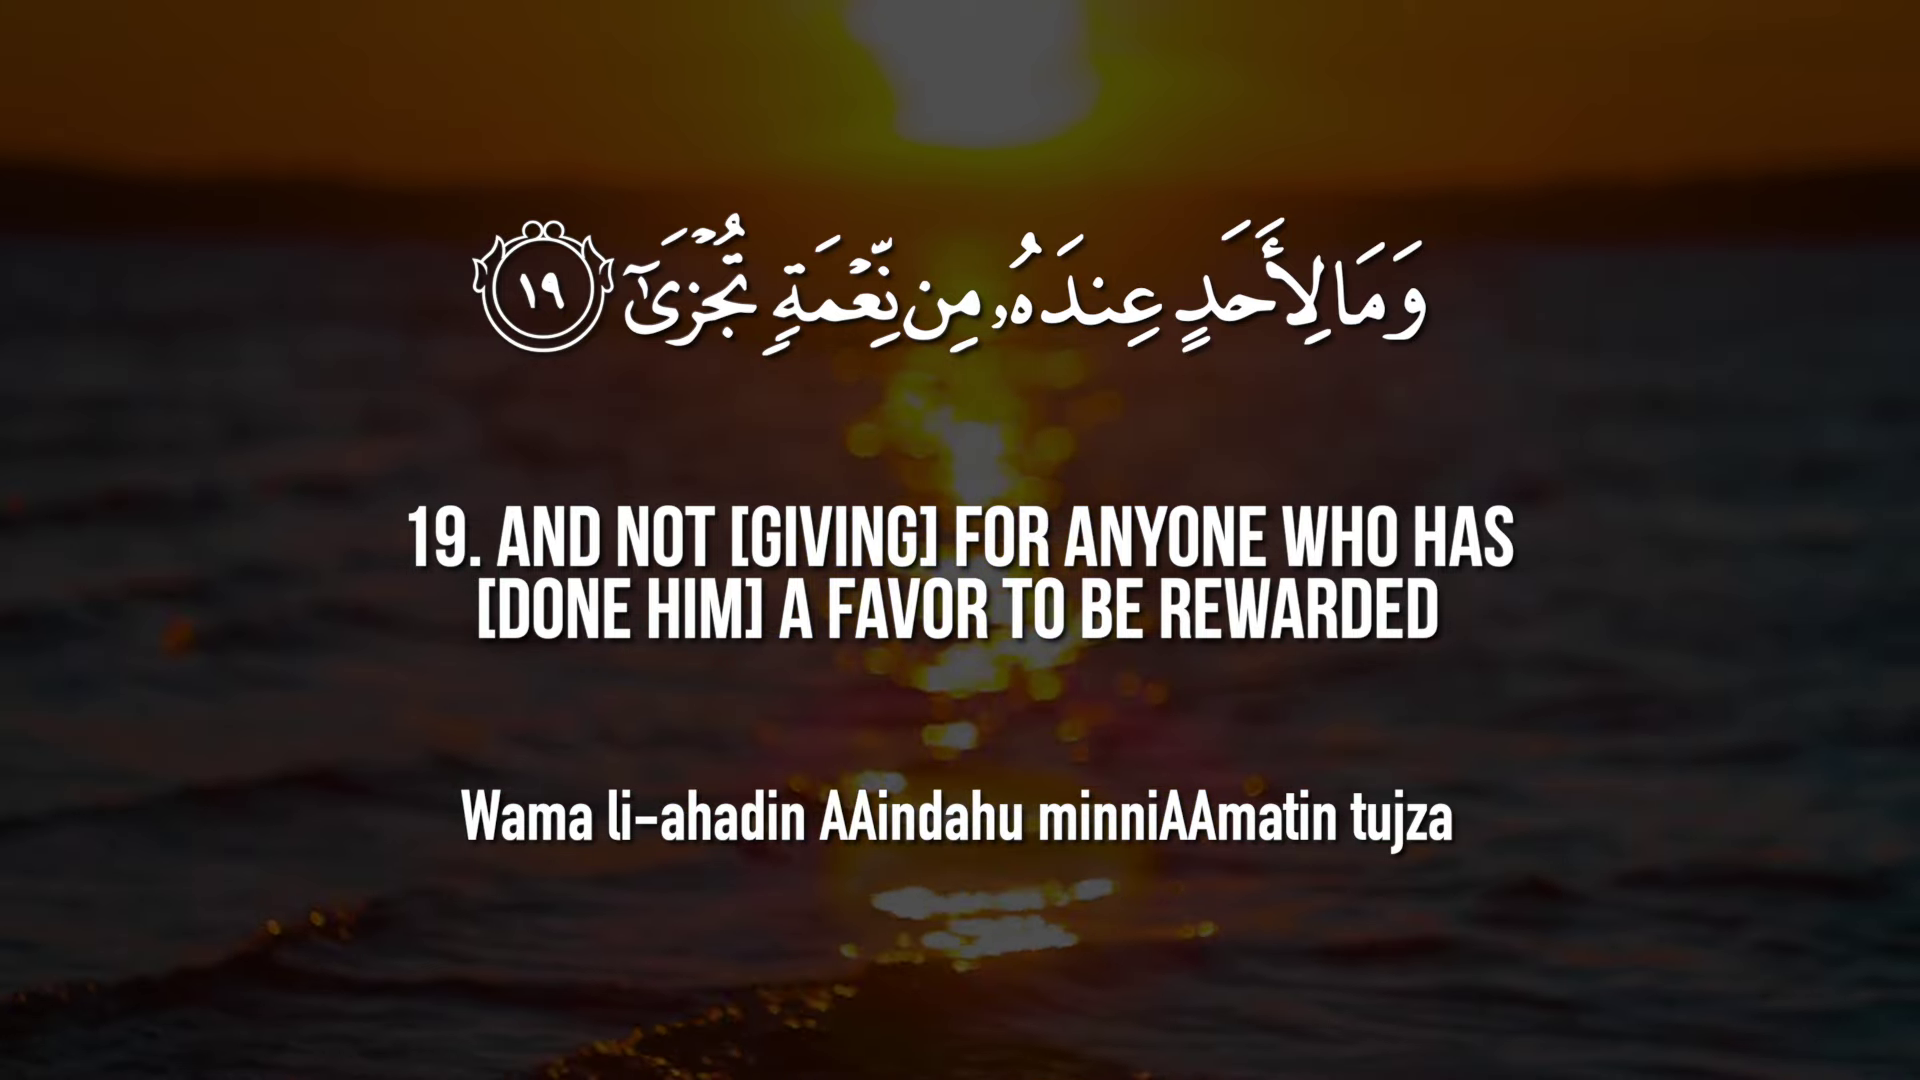 وَمَا لِأَحَدٍ عِندَهُۥ مِن نِّعْمَةٍ تُجْزَىٰٓ ١٩
19. AND NOT [GIVING] FOR ANYONE WHO HAS
[DONE HIM] A FAVOR TO BE REWARDED
Wama li-ahadin AAindahu minniAAmatin tujza